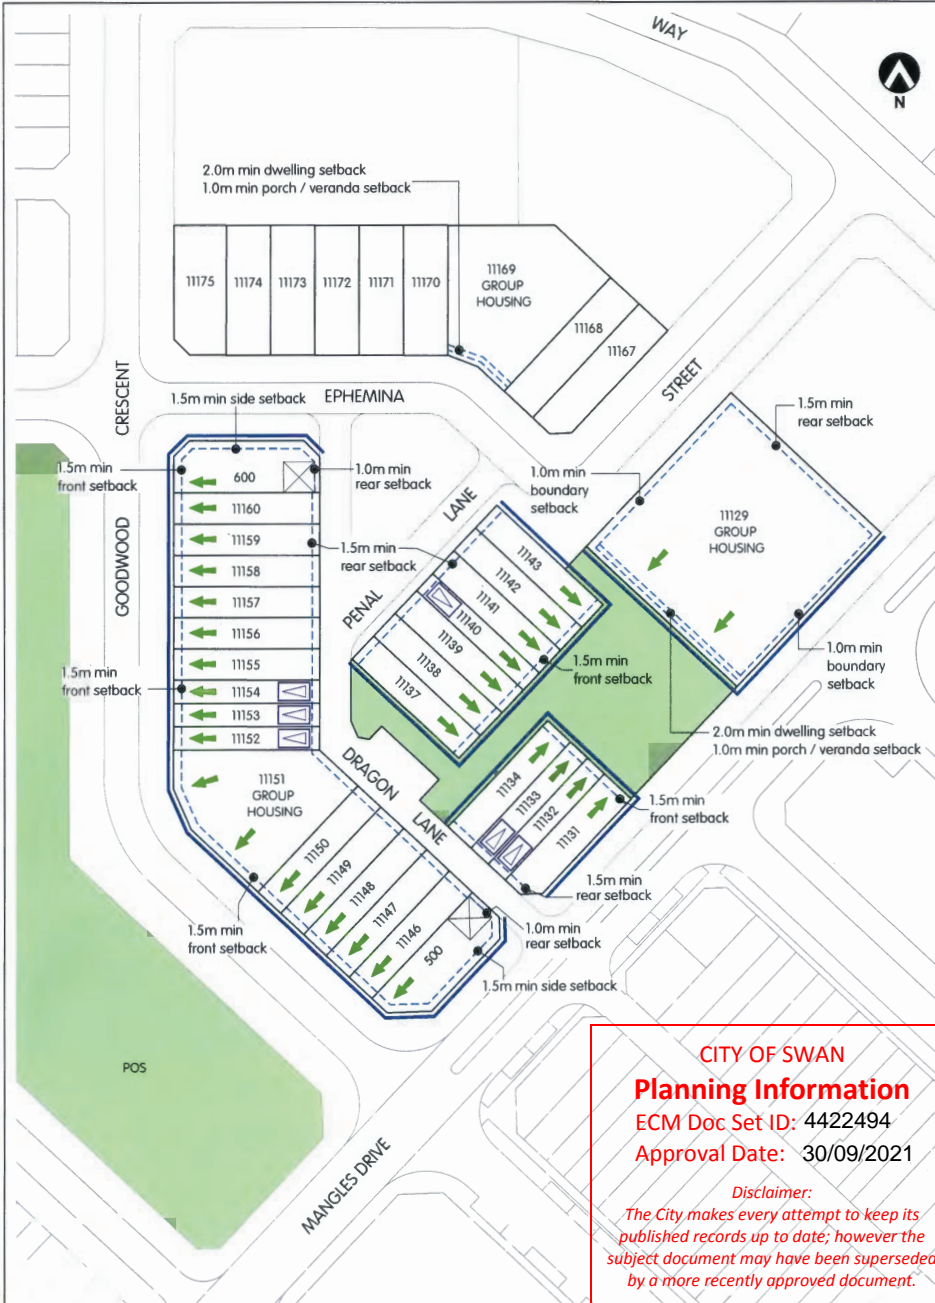 WAY
N
2.0m min dwelling setback
1.0m min porch / veranda setback
11175
11174
11173
11172
11171
11170
11169
GROUP
HOUSING
11168
11167
STREET
CRESCENT
1.5m min side setback
EPHEMINA
1.5m min
rear setback
1.5m min
front setback
600
1.0m min
rear setback
1.0m min
boundary
setback
LANE
11129
GROUP
HOUSING
11160
11159
11158
11157
11156
11155
11154
11153
11152
GOODWOOD
1.5m min
rear setback
PENAL
11143
11142
11141
11140
11139
11138
11137
1.5m min
front setback
1.5m min
front setback
1.0m min
boundary
setback
2.0m min dwelling setback
1.0m min porch / veranda setback
DRAGON
LANE
11151
GROUP
HOUSING
11134
11133
11132
11131
1.5m min
front setback
11150
11149
11148
11147
11146
500
1.5m min
rear setback
1.0m min
rear setback
1.5m min
front setback
1.5m min side setback
POS
MANGLES DRIVE
CITY OF SWAN
Planning Information
ECM Doc Set ID: 4422494
Approval Date: 30/09/2021
Disclaimer:
The City makes every attempt to keep its
published records up to date; however the
subject document may have been superseded
by a more recently approved document.